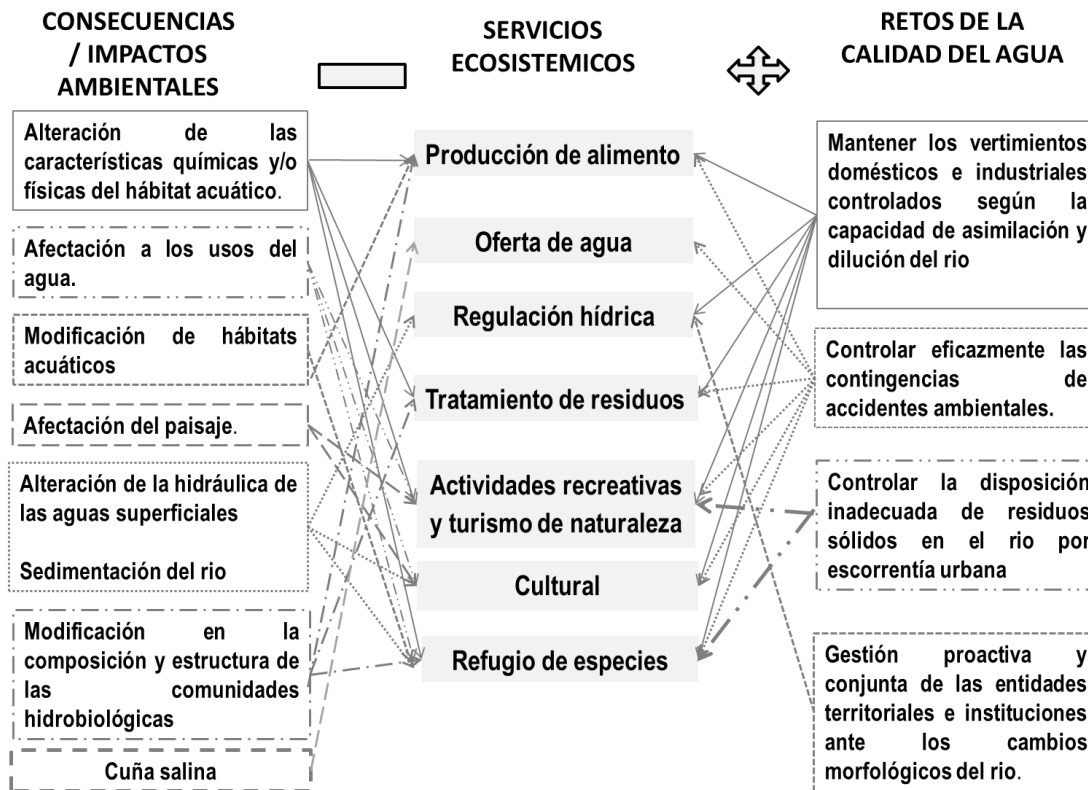 CONSECUENCIAS
/ IMPACTOS
AMBIENTALES
Alteración de las
características químicas y/o
físicas del hábitat acuático.
Afectación a los usos del
agua.
Modificación de hábitats
acuáticos
Afectación del paisaje.
Alteración de la hidráulica de
las aguas superficiales
Sedimentación del rio
Modificación en la
composición y estructura de
las comunidades
hidrobiológicas
Cuña salina
SERVICIOS
ECOSISTEMICOS
Producción de alimento
Oferta de agua
Regulación hídrica
Tratamiento de residuos
Actividades recreativas
y turismo de naturaleza
Cultural
Refugio de especies
RETOS DE LA
CALIDAD DEL AGUA
Mantener los vertimientos
domésticos e industriales
controlados según la
capacidad de asimilación y
dilución del rio
Controlar eficazmente las
contingencias de
accidentes ambientales.
Controlar la disposición
inadecuada de residuos
sólidos en el rio por
escorrentía urbana
Gestión proactiva y
conjunta de las entidades
territoriales e instituciones
ante los cambios
morfológicos del rio.